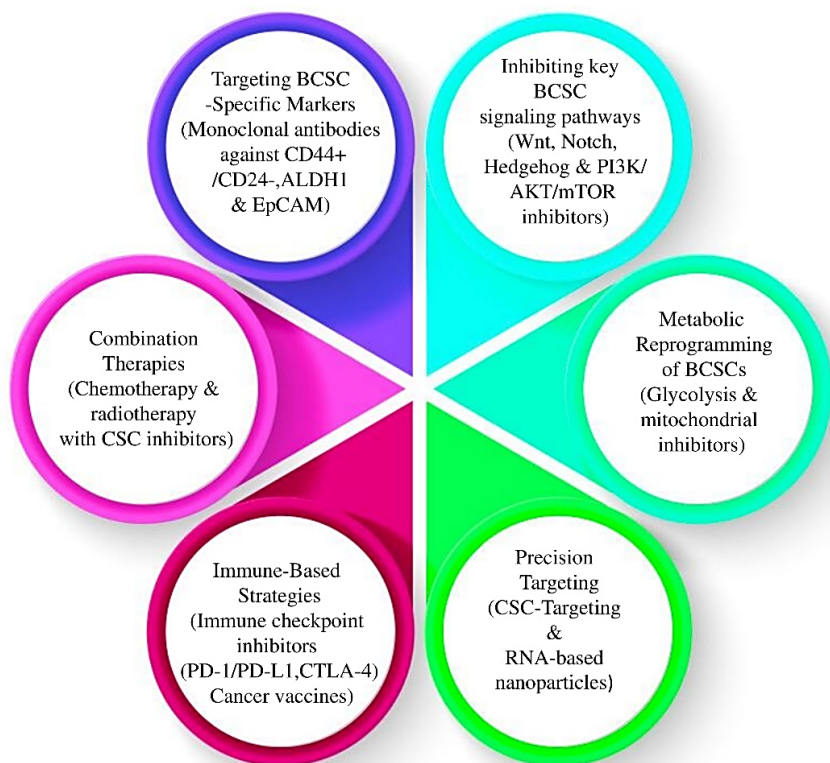 Targeting BCSC
-Specific Markers
(Monoclonal antibodies
against CD44+
/CD24-,ALDH1
& EpCAM)
Inhibiting key
BCSC
signaling pathways
(Wnt, Notch,
Hedgehog & PI3K/
AKT/mTOR
inhibitors)
Combination
Therapies
(Chemotherapy &
radiotherapy
with CSC inhibitors)
Metabolic
Reprogramming
of BCSCs
(Glycolysis &
mitochondrial
inhibitors)
Immune-Based
Strategies
(Immune checkpoint
inhibitors
(PD-1/PD-L1,CTLA-4)
Cancer vaccines)
Precision
Targeting
(CSC-Targeting
&
RNA-based
nanoparticles)